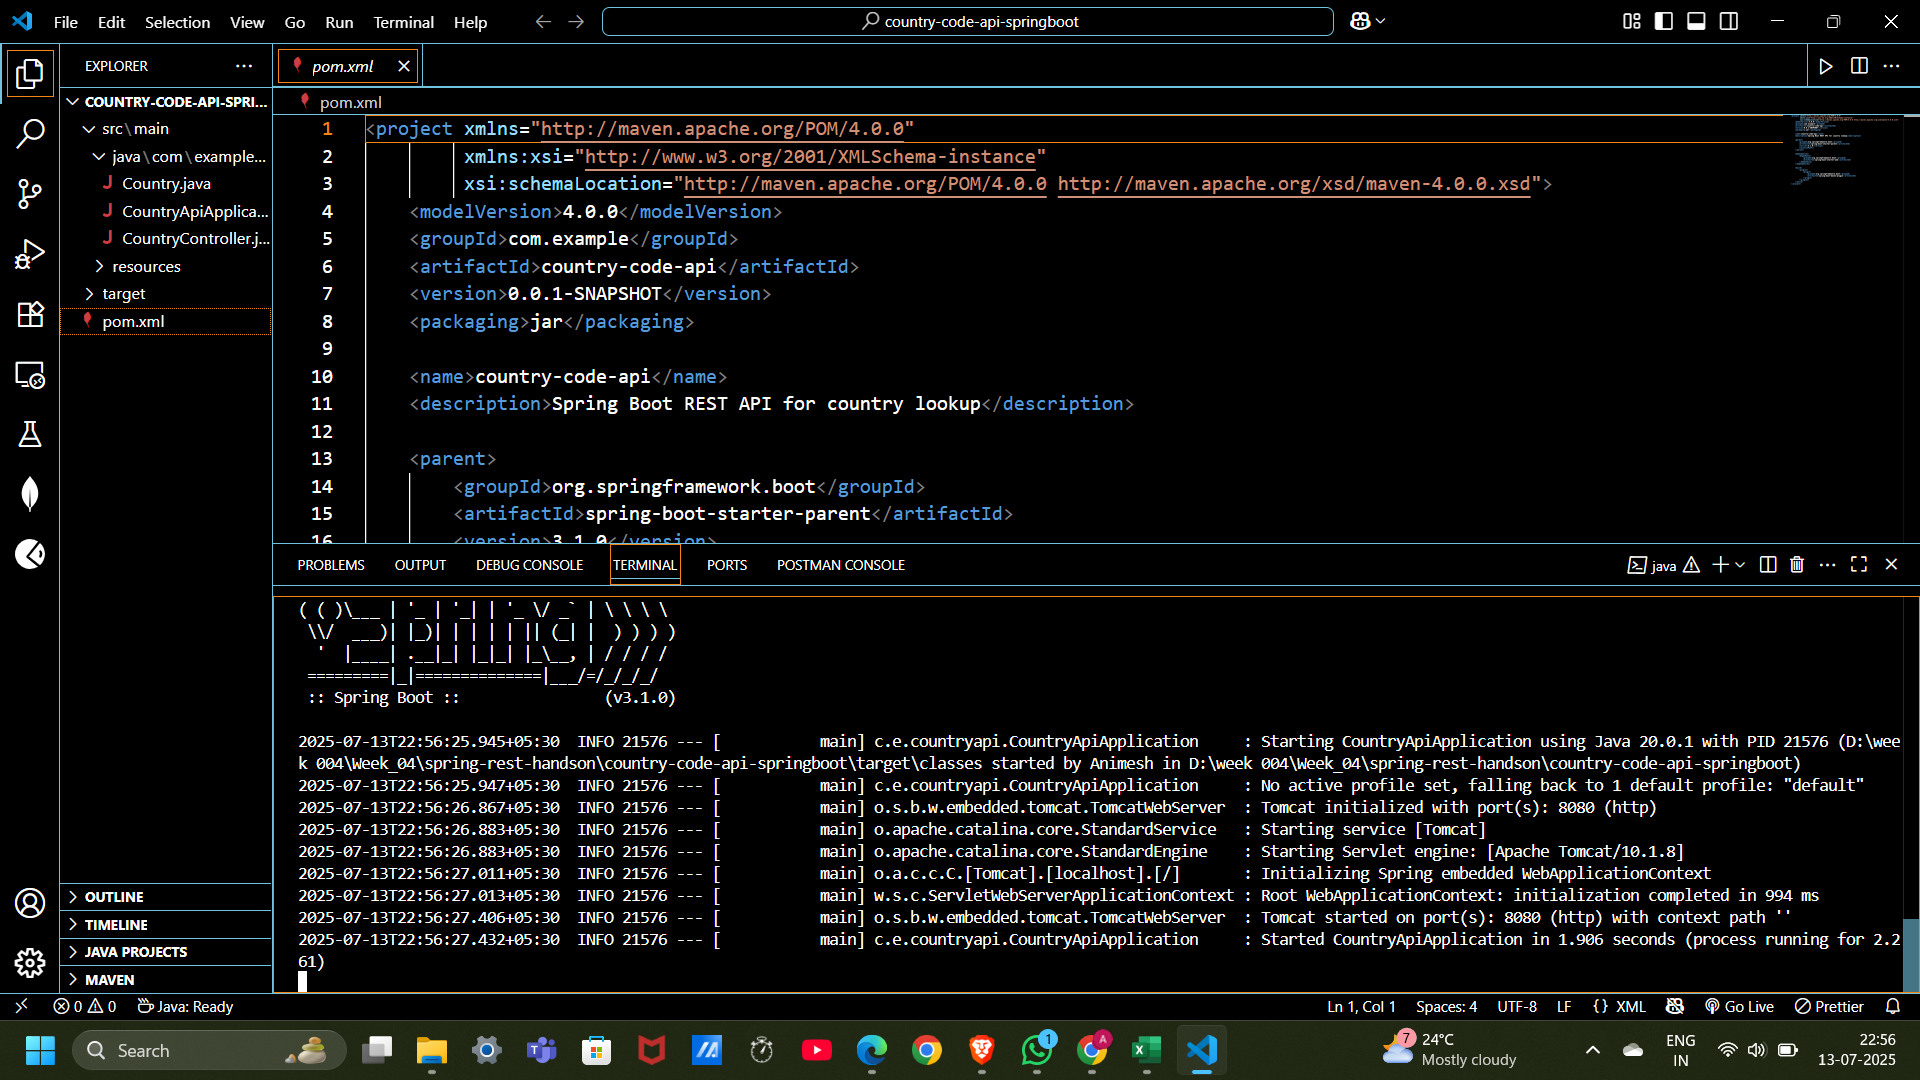 File Edit Selection View Go Run Terminal Help
country-code-api-springboot
EXPLORER
COUNTRY-CODE-API-SPRI...
src\main
java\com\example...
Country.java
CountryApiApplica...
CountryController.j...
resources
target
pom.xml
OUTLINE
TIMELINE
JAVA PROJECTS
MAVEN
pom.xml
pom.xml
1 <project xmlns="http://maven.apache.org/POM/4.0.0"
2 xmlns:xsi="http://www.w3.org/2001/XMLSchema-instance"
3 xsi:schemaLocation="http://maven.apache.org/POM/4.0.0 http://maven.apache.org/xsd/maven-4.0.0.xsd">
4 <modelVersion>4.0.0</modelVersion>
5 <groupId>com.example</groupId>
6 <artifactId>country-code-api</artifactId>
7 <version>0.0.1-SNAPSHOT</version>
8 <packaging>jar</packaging>
9
10 <name>country-code-api</name>
11 <description>Spring Boot REST API for country lookup</description>
12
13 <parent>
14 <groupId>org.springframework.boot</groupId>
15 <artifactId>spring-boot-starter-parent</artifactId>
16 <version>3.1.0</version>
PROBLEMS OUTPUT DEBUG CONSOLE TERMINAL PORTS POSTMAN CONSOLE
java
( ( )\___ | '_ | '_| | '_ \/ _` | \ \ \ \
\\/  ___)| |_)| | | | | || (_| |  ) ) ) )
'  |____| .__|_| |_|_| |_\__, | / / / /
=========|_|==============|___/=/_/_/_/
:: Spring Boot :: (v3.1.0)
2025-07-13T22:56:25.945+05:30  INFO 21576 --- [           main] c.e.countryapi.CountryApiApplication     : Starting CountryApiApplication using Java 20.0.1 with PID 21576 (D:\wee
k 004\Week_04\spring-rest-handson\country-code-api-springboot\target\classes started by Animesh in D:\week 004\Week_04\spring-rest-handson\country-code-api-springboot)
2025-07-13T22:56:25.947+05:30  INFO 21576 --- [           main] c.e.countryapi.CountryApiApplication     : No active profile set, falling back to 1 default profile: "default"
2025-07-13T22:56:26.867+05:30  INFO 21576 --- [           main] o.s.b.w.embedded.tomcat.TomcatWebServer  : Tomcat initialized with port(s): 8080 (http)
2025-07-13T22:56:26.883+05:30  INFO 21576 --- [           main] o.apache.catalina.core.StandardService   : Starting service [Tomcat]
2025-07-13T22:56:26.883+05:30  INFO 21576 --- [           main] o.apache.catalina.core.StandardEngine    : Starting Servlet engine: [Apache Tomcat/10.1.8]
2025-07-13T22:56:27.011+05:30  INFO 21576 --- [           main] o.a.c.c.C.[Tomcat].[localhost].[/]       : Initializing Spring embedded WebApplicationContext
2025-07-13T22:56:27.013+05:30  INFO 21576 --- [           main] w.s.c.ServletWebServerApplicationContext : Root WebApplicationContext: initialization completed in 994 ms
2025-07-13T22:56:27.406+05:30  INFO 21576 --- [           main] o.s.b.w.embedded.tomcat.TomcatWebServer  : Tomcat started on port(s): 8080 (http) with context path ''
2025-07-13T22:56:27.432+05:30  INFO 21576 --- [           main] c.e.countryapi.CountryApiApplication     : Started CountryApiApplication in 1.906 seconds (process running for 2.2
61)
0 0 Java: Ready
Ln 1, Col 1 Spaces: 4 UTF-8 LF {} XML Go Live Prettier
Search
1
A
7
24°C
Mostly cloudy
ENG
IN
22:56
13-07-2025